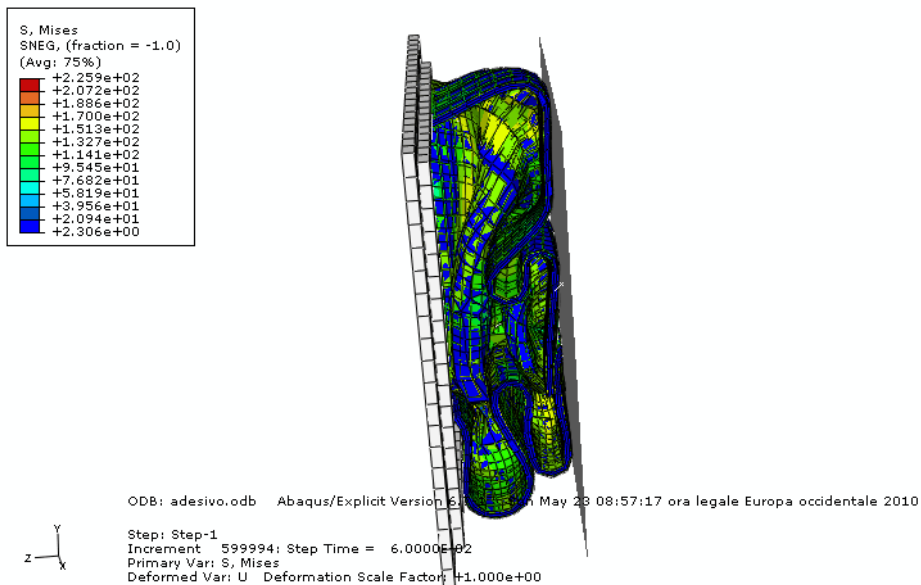 S, Mises
SNEG, (fraction = -1.0)
(Avg: 75%)
+2.259e+02
+2.072e+02
+1.886e+02
+1.700e+02
+1.513e+02
+1.327e+02
+1.141e+02
+9.545e+01
+7.682e+01
+5.819e+01
+3.956e+01
+2.094e+01
+2.306e+00
ODB: adesivo.odb Abaqus/Explicit Version May 23 08:57:17 ora legale Europa occidentale 2010
Step: Step-1
Increment 599994: Step Time = 6.0000E-02
Primary Var: S, Mises
Deformed Var: U Deformation Scale Factor: +1.000e+00
Y
Z
X